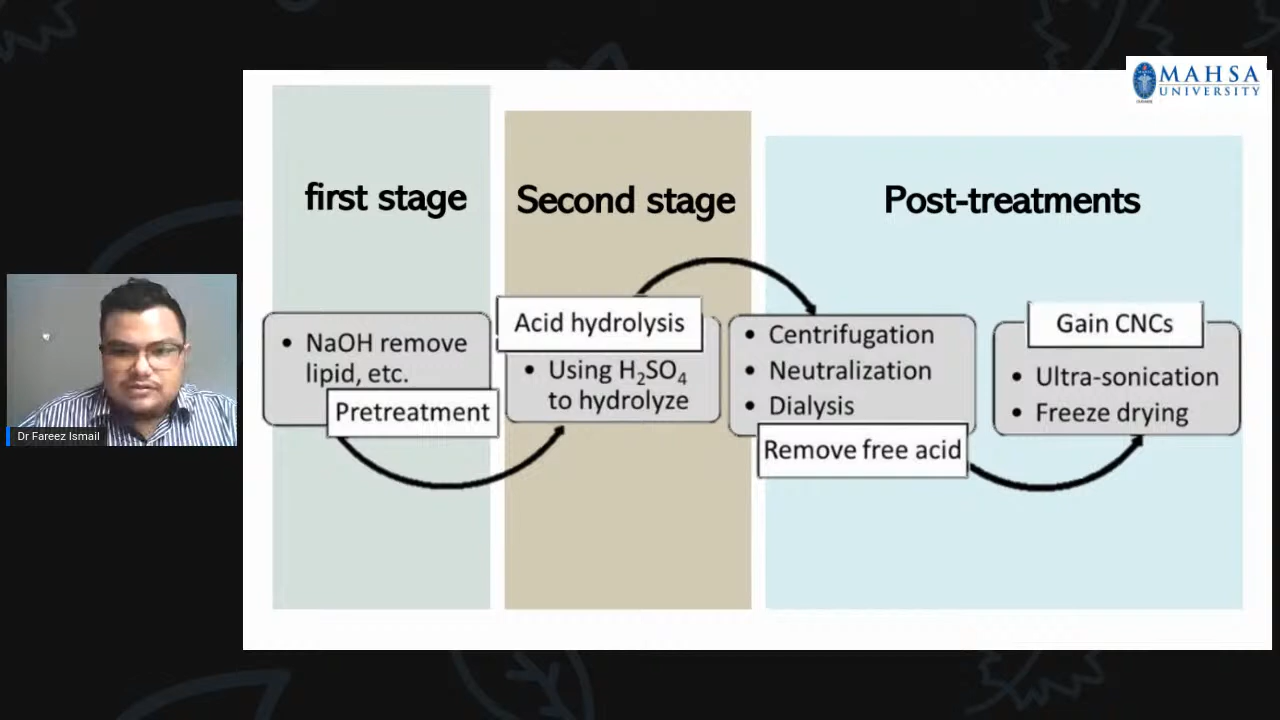 MAHSA
UNIVERSITY
first stage
Second stage
Post-treatments
• NaOH remove
lipid, etc.
Pretreatment
Acid hydrolysis
• Using H₂SO₄
to hydrolyze
• Centrifugation
• Neutralization
• Dialysis
Remove free acid
Gain CNCs
• Ultra-sonication
• Freeze drying
Dr Fareez Ismail